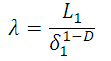 λ = L₁ / δ₁^(1-D)